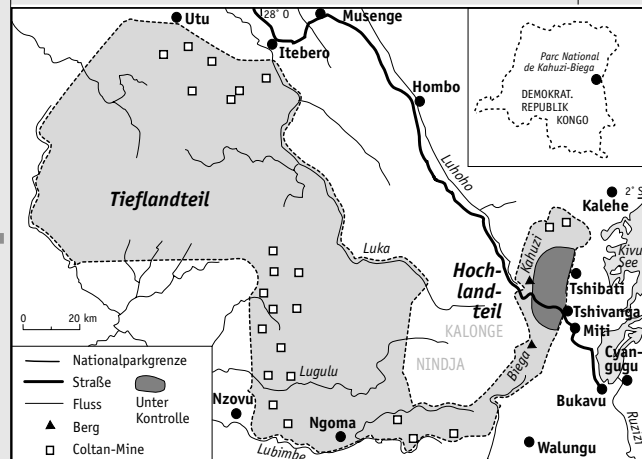 Utu
28° O
Musenge
Itebero
Hombo
Parc National
de Kahuzi-Biega
DEMOKRAT.
REPUBLIK
KONGO
Luhoho
Tieflandteil
2° S
Kalehe
Kahuzi
Kivu
See
Luka
Hoch-
land-
teil
Tshibati
Tshivanga
Miti
KALONGE
0 20 km
NINDJA
Biega
Cyan-
gugu
Nationalparkgrenze
Straße
Fluss
Unter
Kontrolle
Berg
Coltan-Mine
Lugulu
Nzovu
Bukavu
Ngoma
Ruzizi
Lubimbe
Walungu